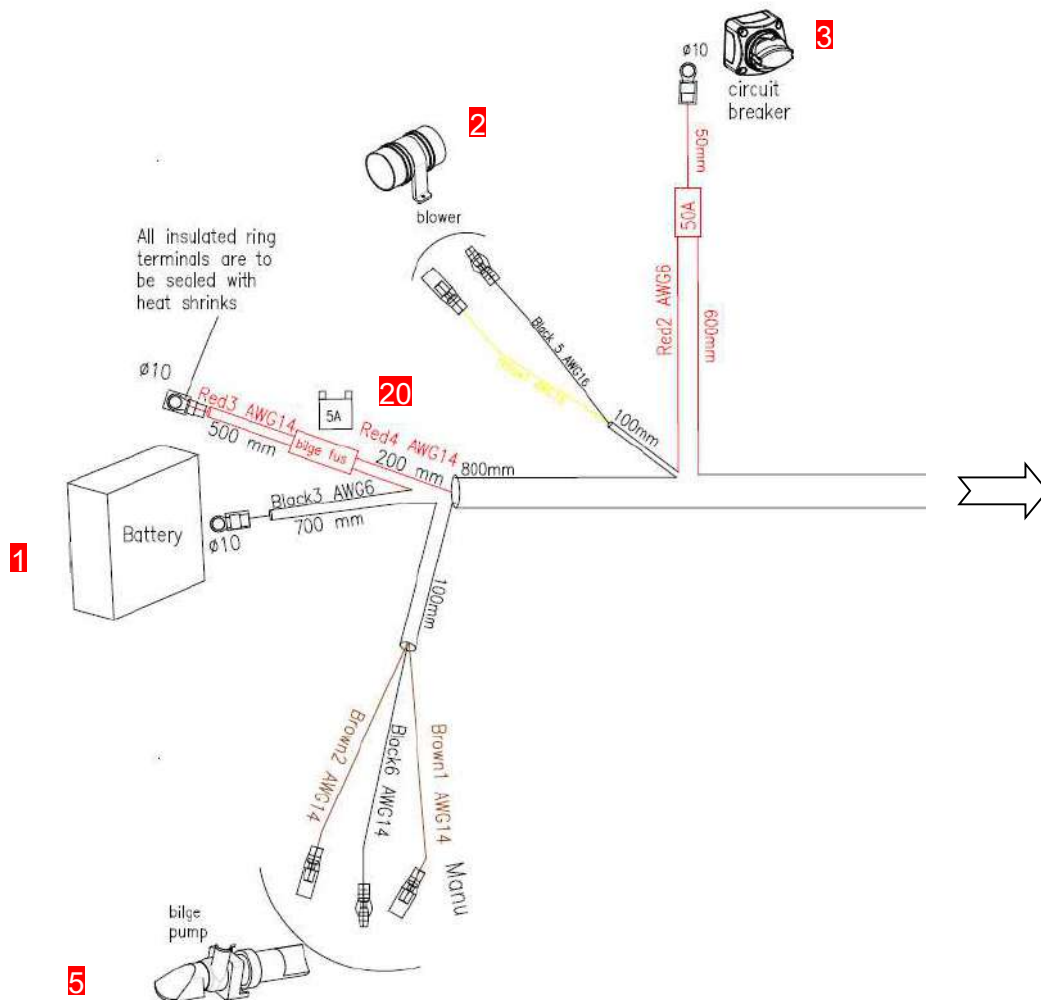 3
ø10
circuit
breaker
2
50mm
blower
50A
All insulated ring
terminals are to
be sealed with
heat shrinks
Red2 AWG6
600mm
Black 5 AWG16
ø10
20
5A
Red3 AWG14
500 mm
bilge fus
Red4 AWG14
200 mm
100mm
800mm
Black3 AWG6
700 mm
ø10
Battery
1
100mm
Brown2 AWG14
Black6 AWG14
Brown1 AWG14
Manu
bilge
pump
5